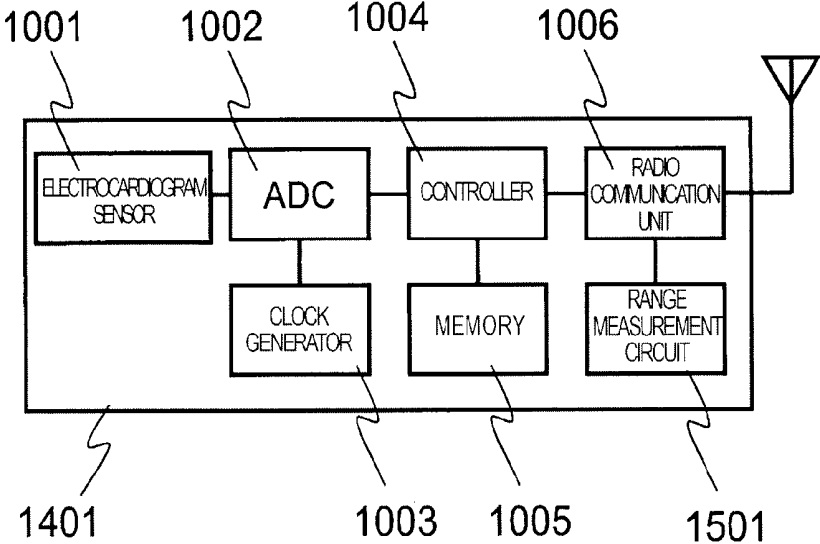 1001
1002
1004
1006
ELECTROCARDIOGRAM
SENSOR
ADC
CONTROLLER
RADIO
COMMUNICATION
UNIT
CLOCK
GENERATOR
MEMORY
RANGE
MEASUREMENT
CIRCUIT
1401
1003
1005
1501